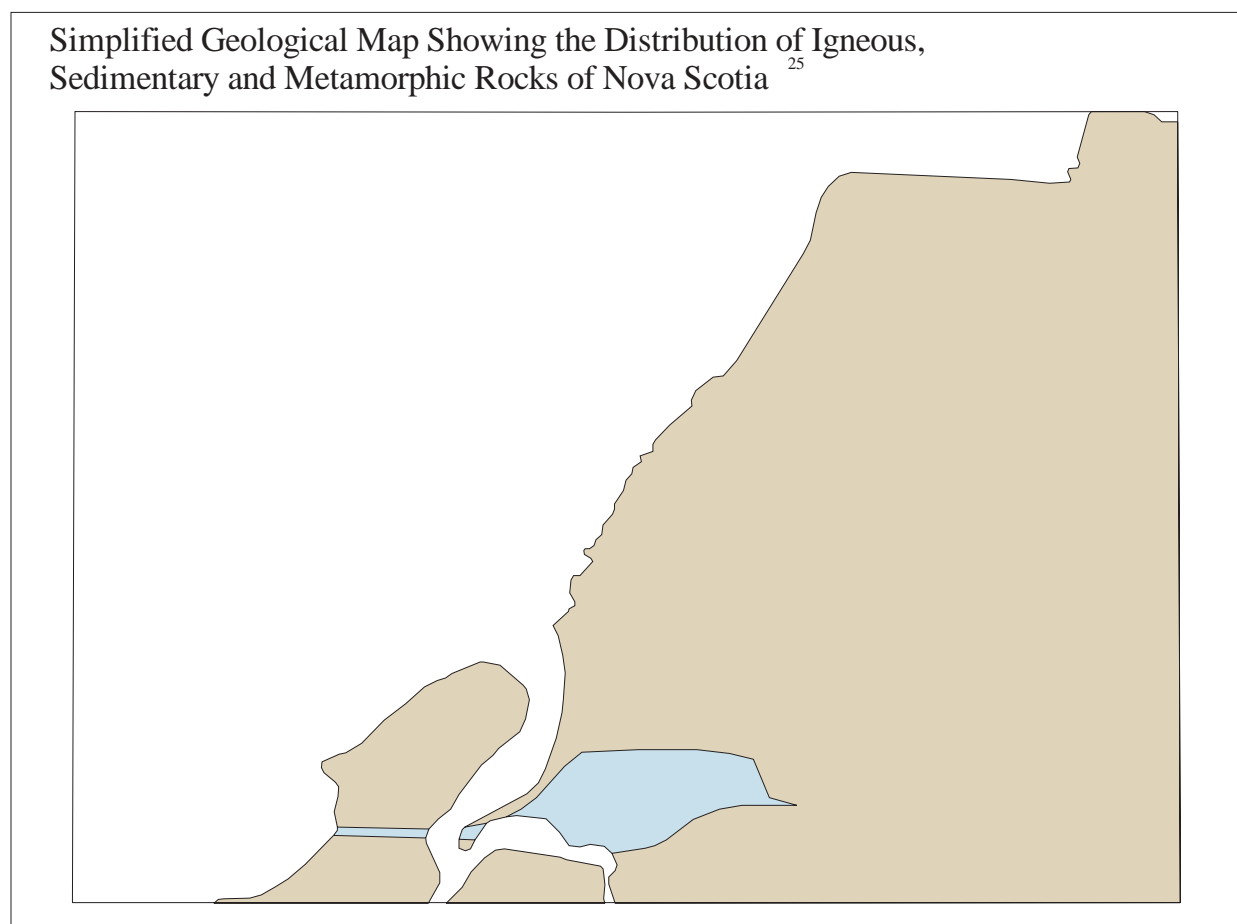 Simplified Geological Map Showing the Distribution of Igneous,
Sedimentary and Metamorphic Rocks of Nova Scotia 25